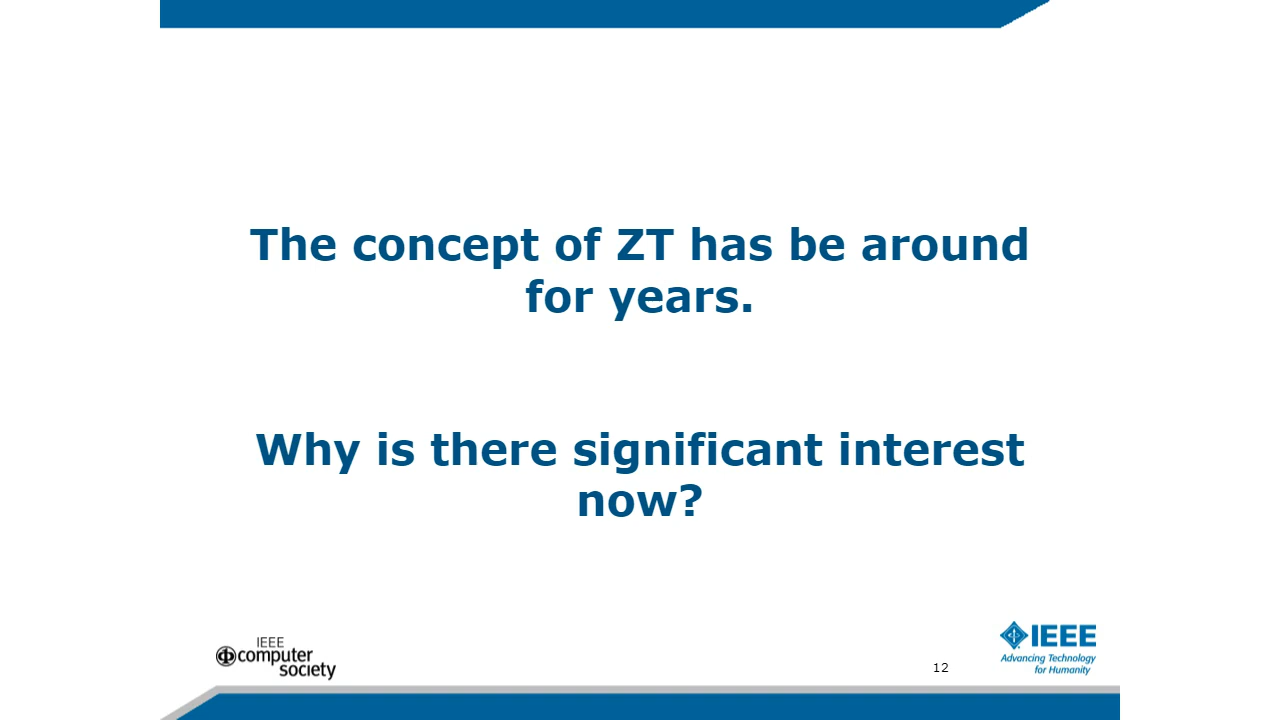 The concept of ZT has be around
for years.
Why is there significant interest
now?
IEEE
computer
society
12
IEEE
Advancing Technology
for Humanity